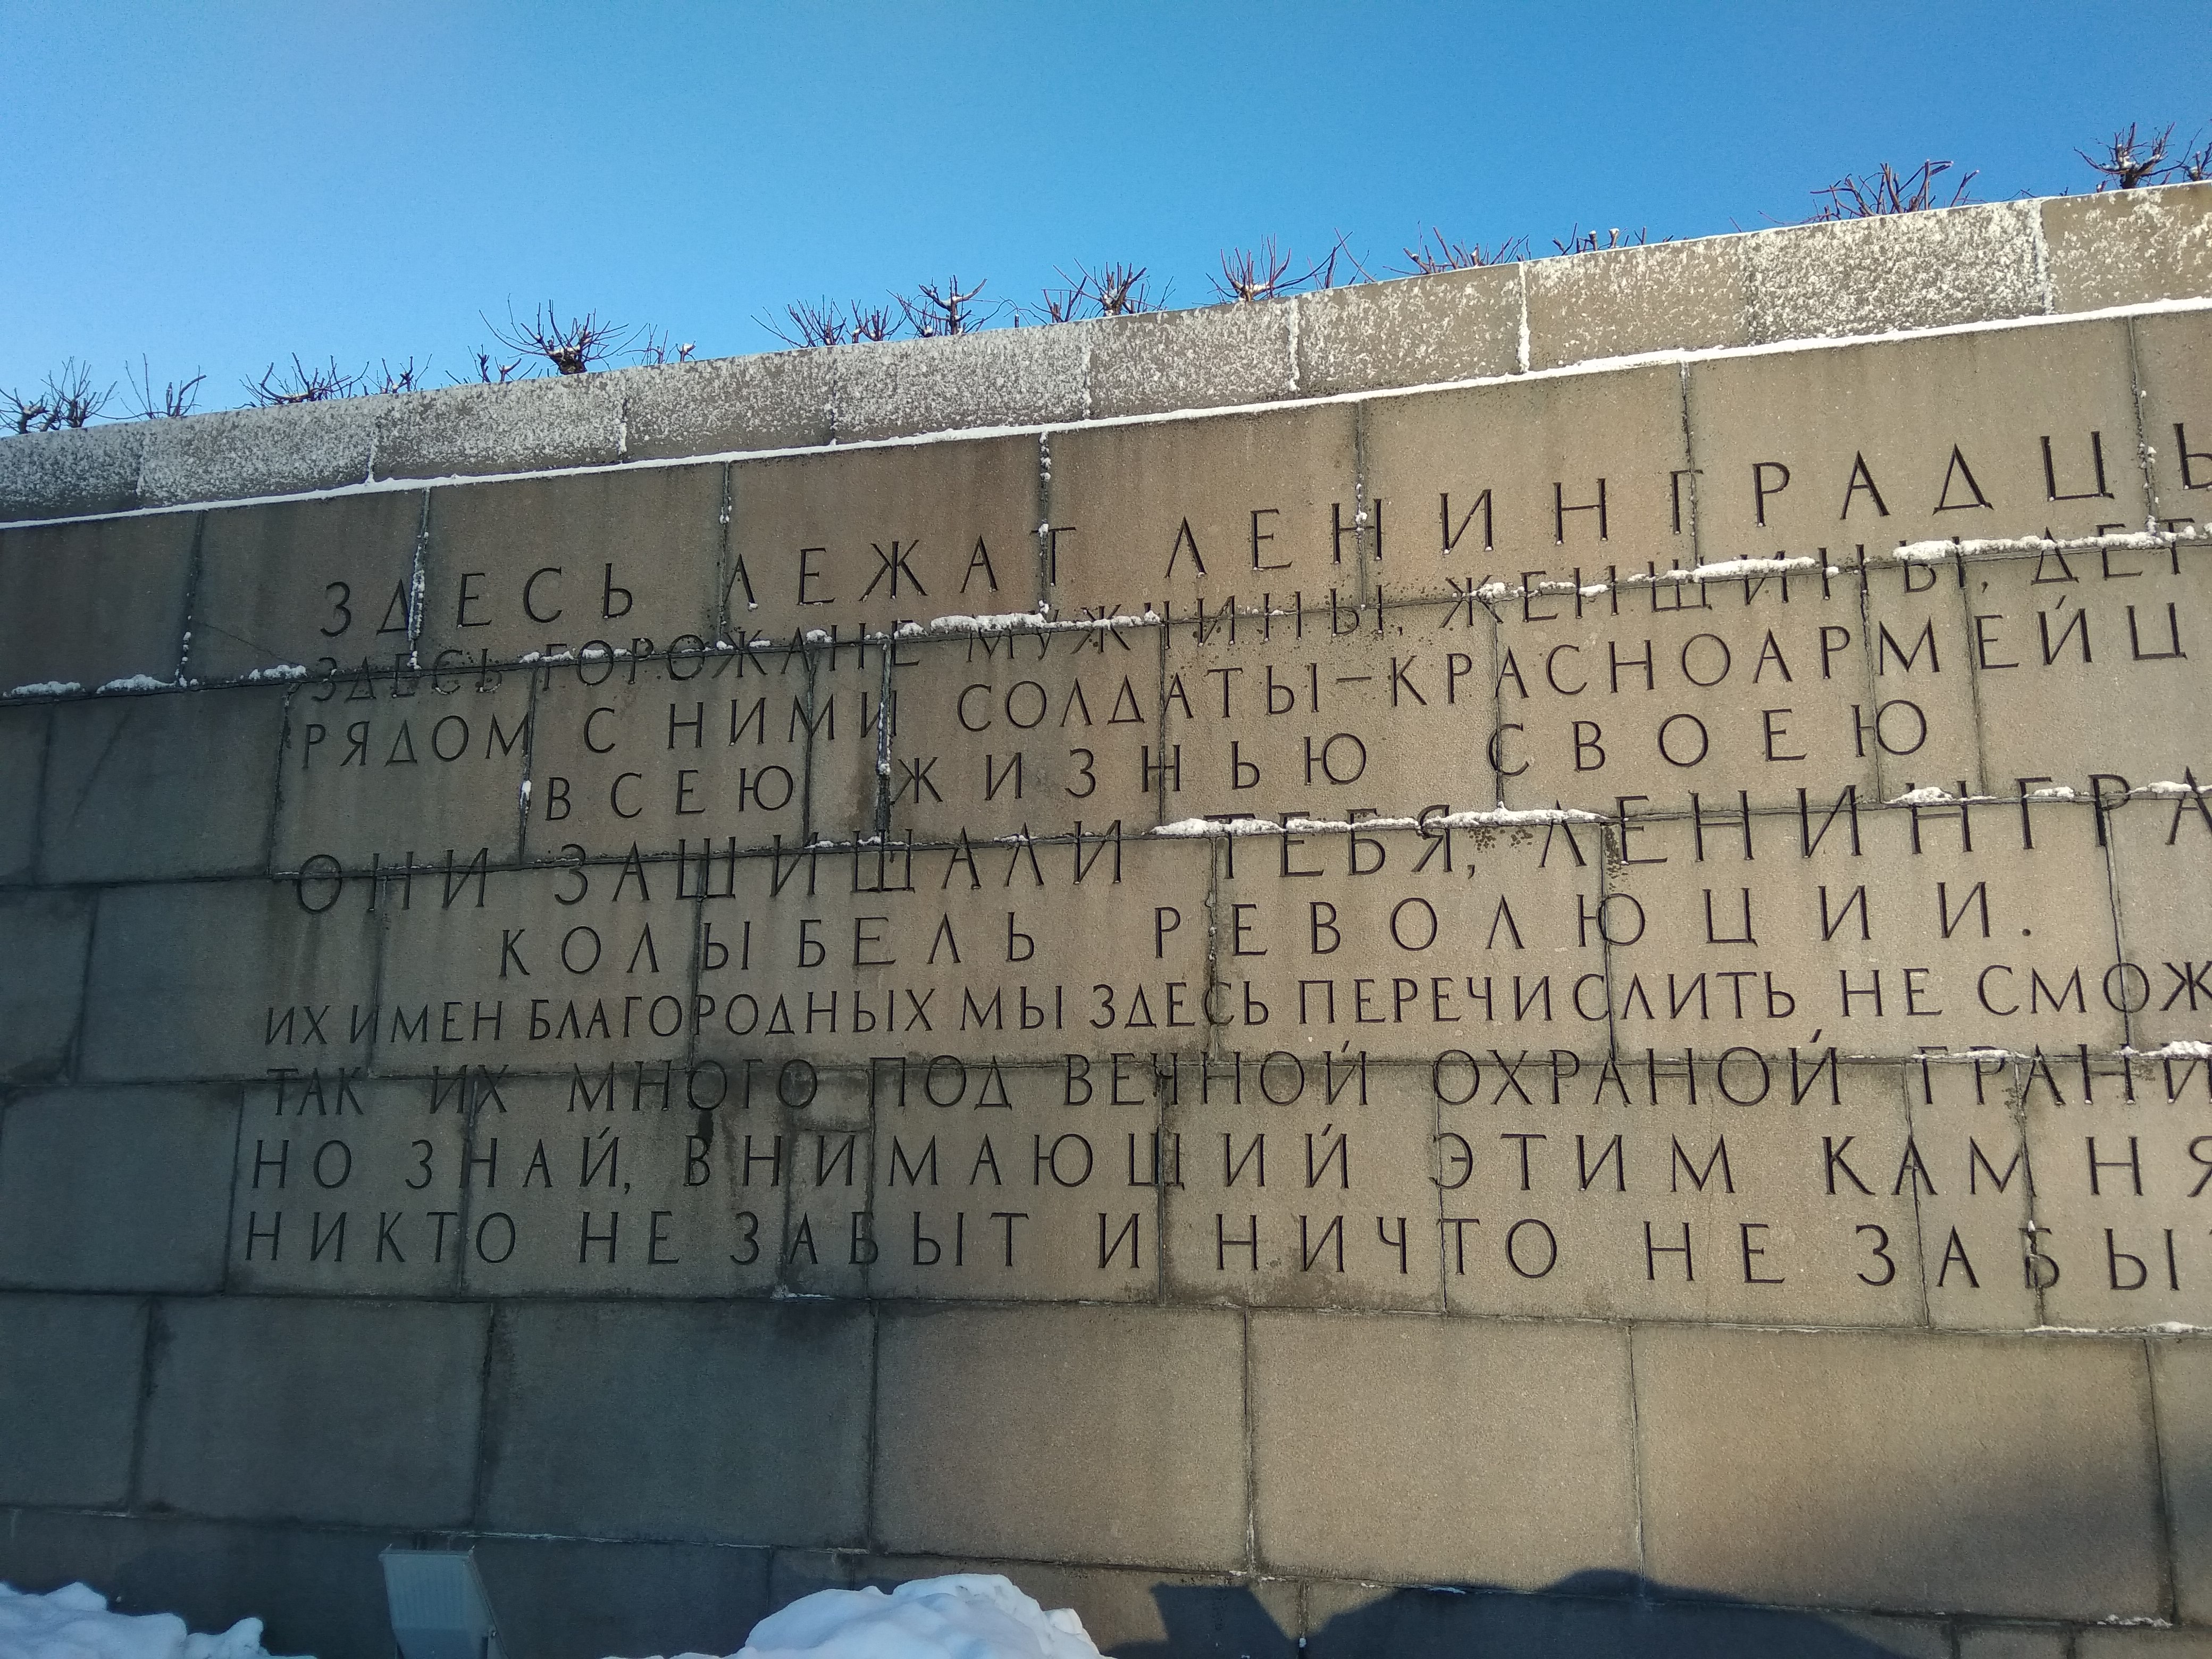 ЗДЕСЬ ЛЕЖАТ ЛЕНИНГРАДЦЫ
ЗДЕСЬ ГОРОЖАНЕ МУЖЧИНЫ, ЖЕНЩИНЫ, ДЕТ
РЯДОМ С НИМИ СОЛДАТЫ-КРАСНОАРМЕЙЦ
ВСЕЮ ЖИЗНЬЮ СВОЕЮ
ОНИ ЗАЩИЩАЛИ ТЕБЯ, ЛЕНИНГРА
КОЛЫБЕЛЬ РЕВОЛЮЦИИ.
ИХ ИМЕН БЛАГОРОДНЫХ МЫ ЗДЕСЬ ПЕРЕЧИСЛИТЬ НЕ СМОЖ
ТАК ИХ МНОГО ПОД ВЕЧНОЙ ОХРАНОЙ ГРАНИ
НО ЗНАЙ, ВНИМАЮЩИЙ ЭТИМ КАМНЯ
НИКТО НЕ ЗАБЫТ И НИЧТО НЕ ЗАБЫ